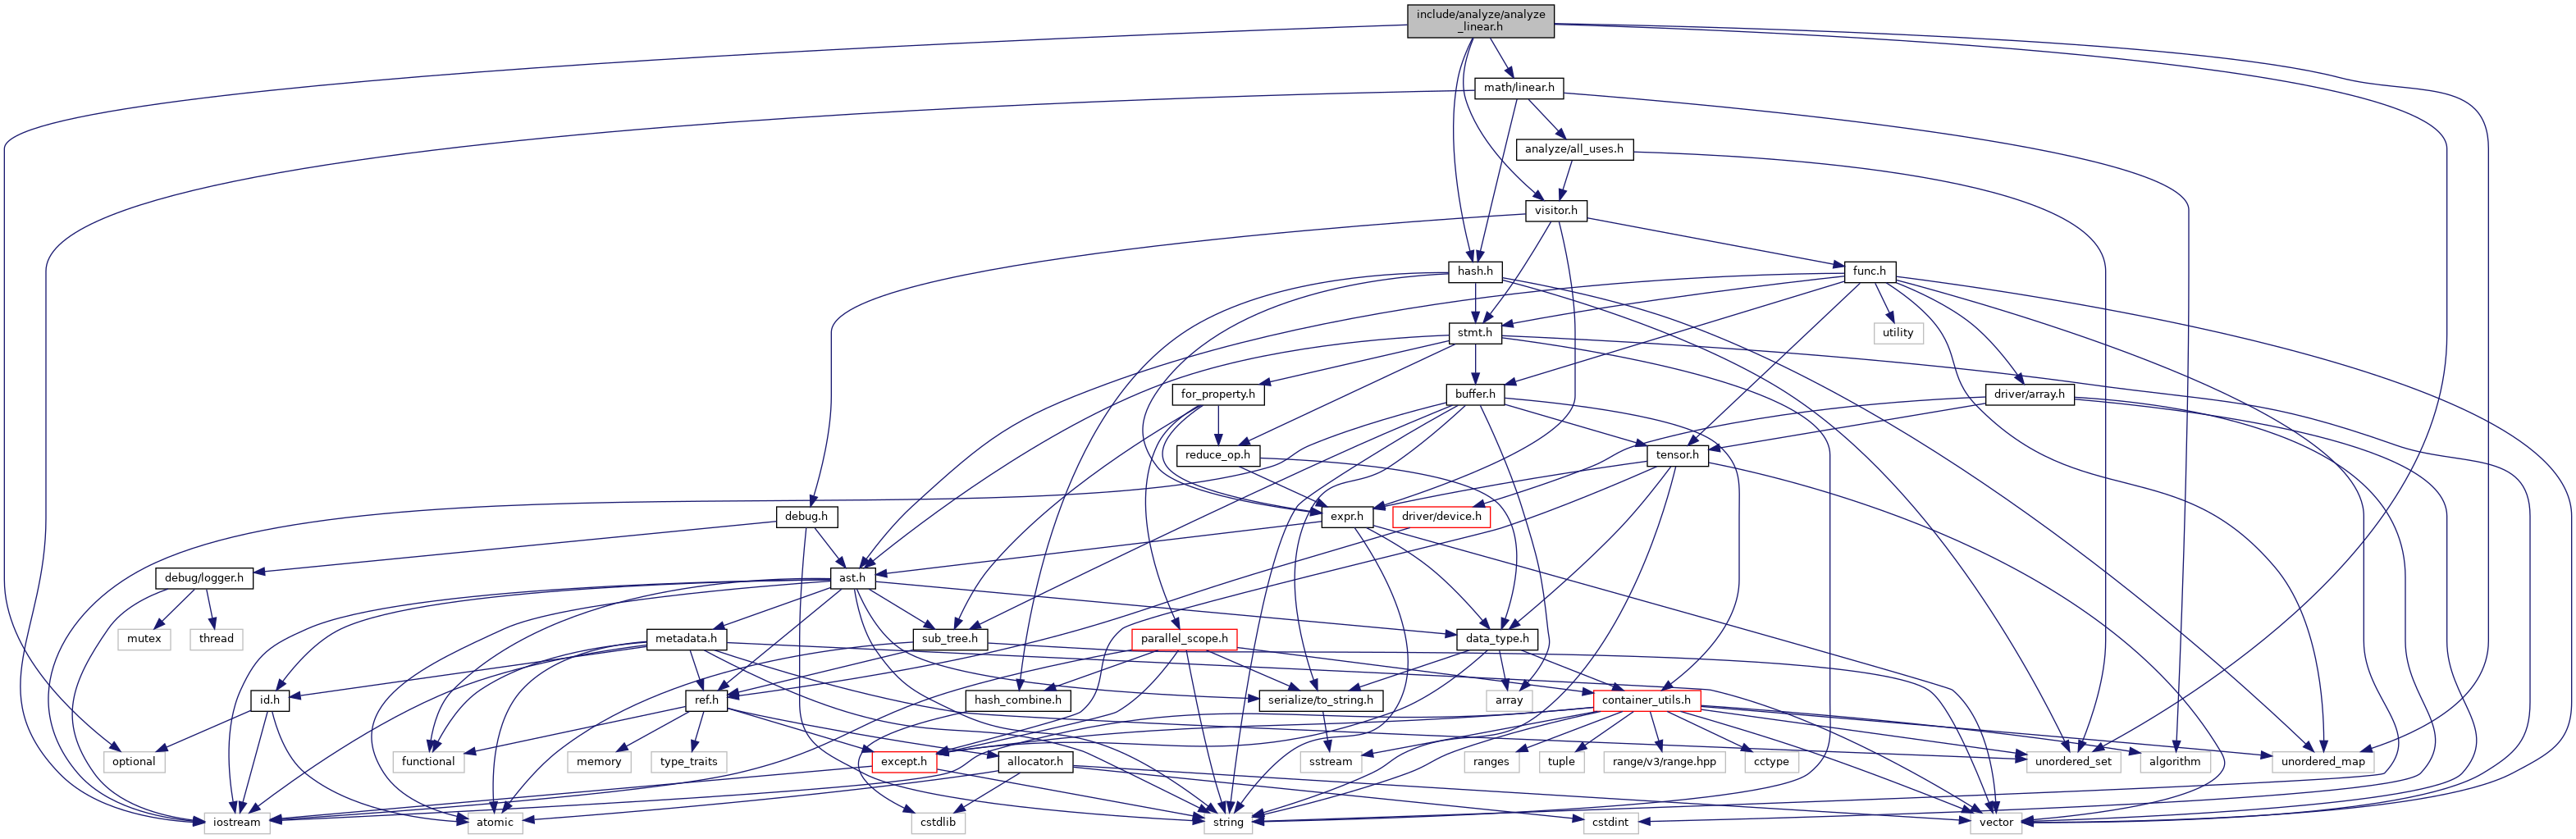 include/analyze/analyze
_linear.h
math/linear.h
analyze/all_uses.h
visitor.h
hash.h
func.h
stmt.h
utility
for_property.h
buffer.h
driver/array.h
reduce_op.h
tensor.h
debug.h
expr.h
driver/device.h
debug/logger.h
ast.h
mutex
thread
metadata.h
sub_tree.h
parallel_scope.h
data_type.h
id.h
ref.h
hash_combine.h
serialize/to_string.h
array
container_utils.h
optional
functional
memory
type_traits
except.h
allocator.h
sstream
ranges
tuple
range/v3/range.hpp
cctype
unordered_set
algorithm
unordered_map
iostream
atomic
cstdlib
string
cstdint
vector